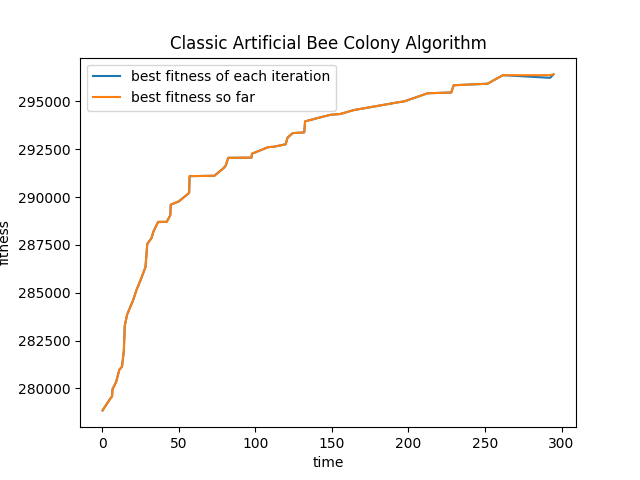 Classic Artificial Bee Colony Algorithm
best fitness of each iteration
best fitness so far
295000
292500
290000
287500
285000
282500
280000
fitness
0 50 100 150 200 250 300
time